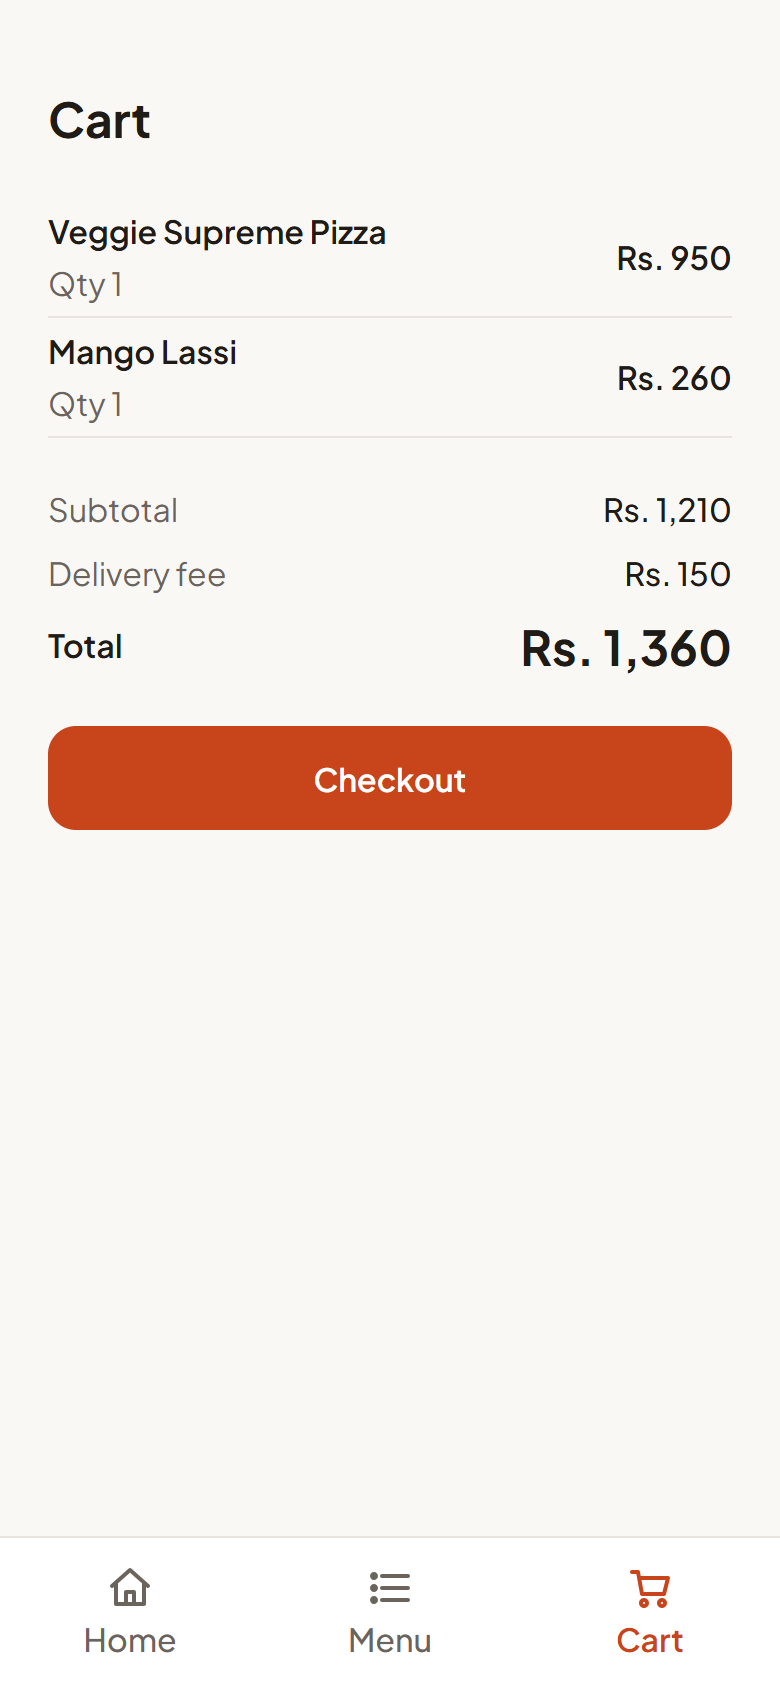 Cart
Veggie Supreme Pizza
Qty 1
Rs. 950
Mango Lassi
Qty 1
Rs. 260
Subtotal Rs. 1,210
Delivery fee Rs. 150
Total Rs. 1,360
Checkout
Home Menu Cart